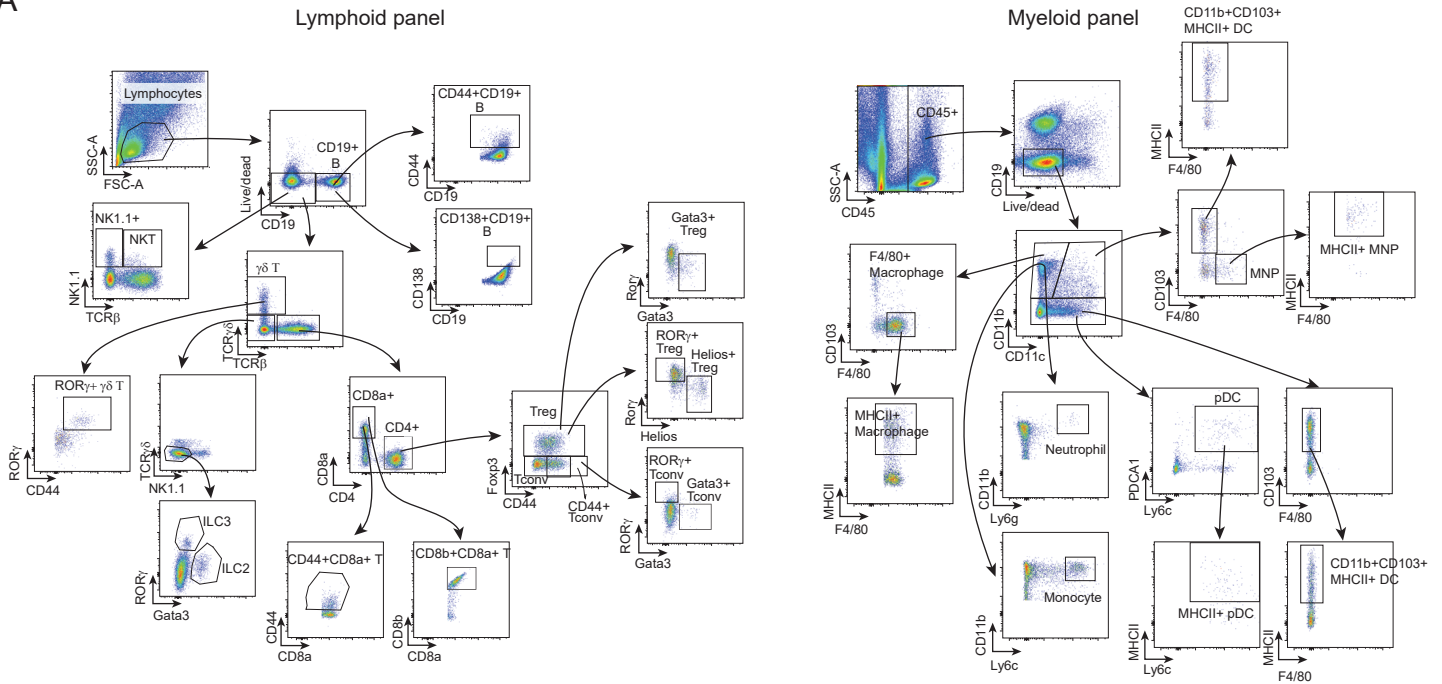 A
Lymphoid panel
Lymphocytes
SSC-A
FSC-A
Live/dead
CD19
CD19+
B
CD44+CD19+
B
CD44
CD19
CD138+CD19+
B
CD138
CD19
NK1.1+
NKT
NK1.1
TCRβ
γδ T
TCRγδ
TCRβ
RORγ+ γδ T
RORγ
CD44
TCRγδ
NK1.1
ILC3
ILC2
RORγ
Gata3
CD8a+
CD4+
CD8a
CD4
CD44+CD8a+ T
CD44
CD8a
CD8b+CD8a+ T
CD8b
CD8a
Treg
Tconv
Foxp3
CD44
CD44+
Tconv
Gata3+
Treg
Rorγ
Gata3
RORγ+
Treg
Helios+
Treg
Rorγ
Helios
RORγ+
Tconv
Gata3+
Tconv
RORγ
Gata3
Myeloid panel
CD45+
SSC-A
CD45
CD19
Live/dead
CD11b+CD103+
MHCII+ DC
MHCII
F4/80
CD11b
CD11c
F4/80+
Macrophage
CD103
F4/80
MHCII+
Macrophage
MHCII
F4/80
MNP
CD103
F4/80
MHCII+ MNP
MHCII
F4/80
Neutrophil
CD11b
Ly6g
Monocyte
CD11b
Ly6c
pDC
PDCA1
Ly6c
MHCII+ pDC
MHCII
Ly6c
CD103
F4/80
CD11b+CD103+
MHCII+ DC
MHCII
F4/80